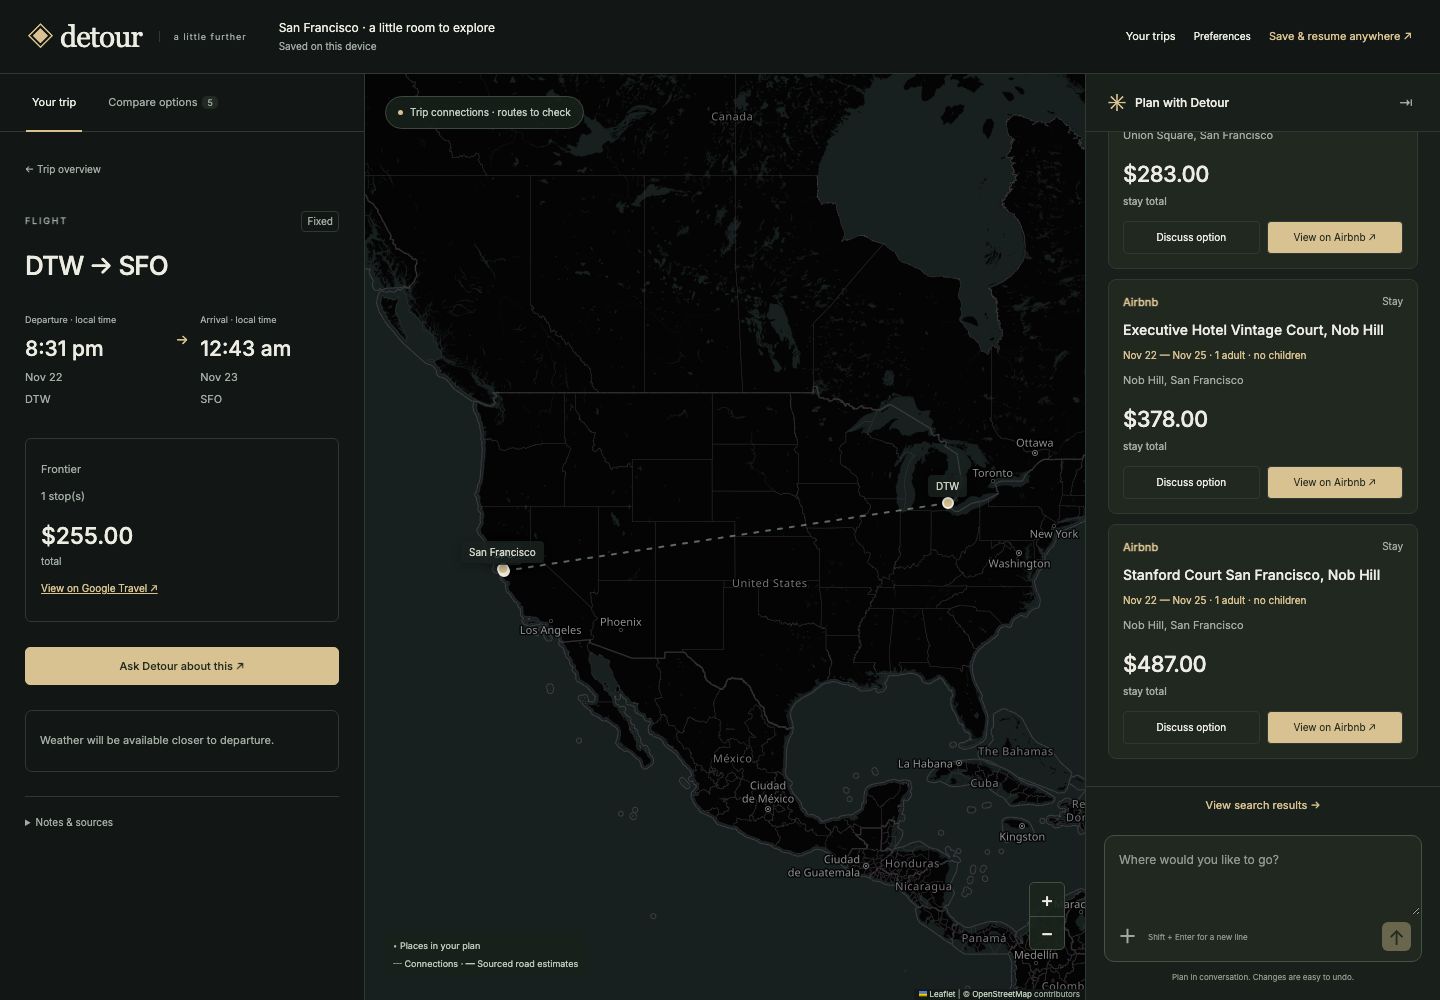 detour
a little further
San Francisco · a little room to explore
Saved on this device
Your trips
Preferences
Save & resume anywhere ↗
Your trip
Compare options 5
← Trip overview
FLIGHT
Fixed
DTW → SFO
Departure · local time
8:31 pm
Nov 22
DTW
→
Arrival · local time
12:43 am
Nov 23
SFO
Frontier
1 stop(s)
$255.00
total
View on Google Travel ↗
Ask Detour about this ↗
Weather will be available closer to departure.
▸ Notes & sources
Trip connections · routes to check
Canada
Ottawa
Toronto
DTW
New York
Washington
San Francisco
United States
Los Angeles
Phoenix
México
Ciudad
de México
La Habana
The Bahamas
Cuba
Kingston
Ciudad
de Guatemala
Honduras
Nicaragua
Panamá
Medellín
• Places in your plan
--- Connections · — Sourced road estimates
+
−
Leaflet | © OpenStreetMap contributors
Plan with Detour
Union Square, San Francisco
$283.00
stay total
Discuss option
View on Airbnb ↗
Airbnb
Stay
Executive Hotel Vintage Court, Nob Hill
Nov 22 — Nov 25 · 1 adult · no children
Nob Hill, San Francisco
$378.00
stay total
Discuss option
View on Airbnb ↗
Airbnb
Stay
Stanford Court San Francisco, Nob Hill
Nov 22 — Nov 25 · 1 adult · no children
Nob Hill, San Francisco
$487.00
stay total
Discuss option
View on Airbnb ↗
View search results →
Where would you like to go?
Shift + Enter for a new line
Plan in conversation. Changes are easy to undo.